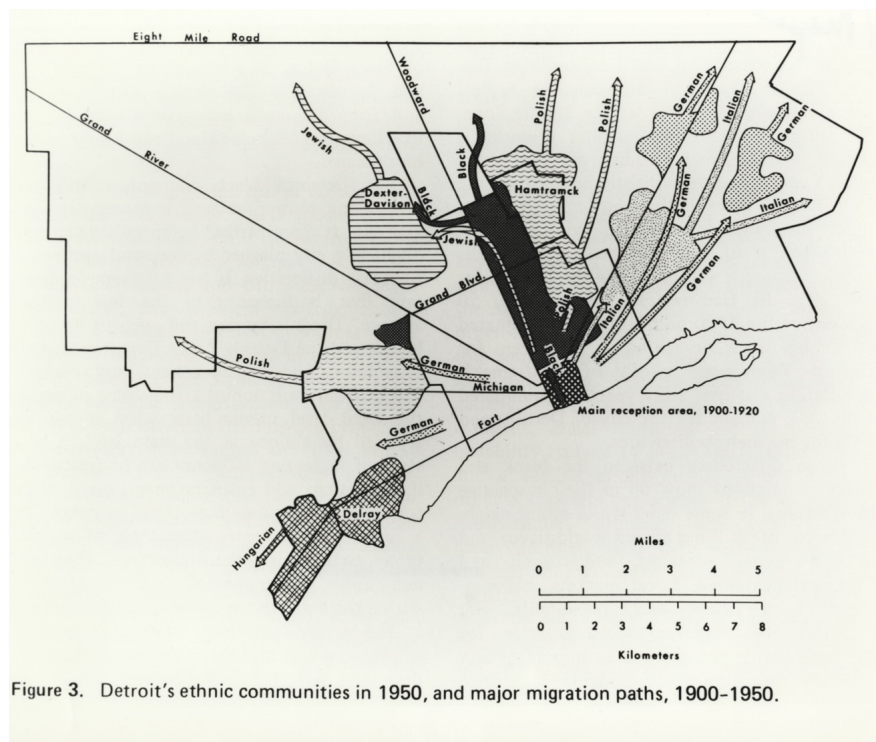 Eight Mile Road
Woodward
Grand
River
Jewish
Polish
Polish
German
Italian
German
Black
Black
Dexter-
Davison
Hamtramck
Jewish
German
Italian
German
Grand Blvd.
Polish
Italian
Black
Polish
German
Michigan
German
Fort
Main reception area, 1900-1920
Delray
Hungarian
Miles
0 1 2 3 4 5
0 1 2 3 4 5 6 7 8
Kilometers
Figure 3. Detroit's ethnic communities in 1950, and major migration paths, 1900-1950.